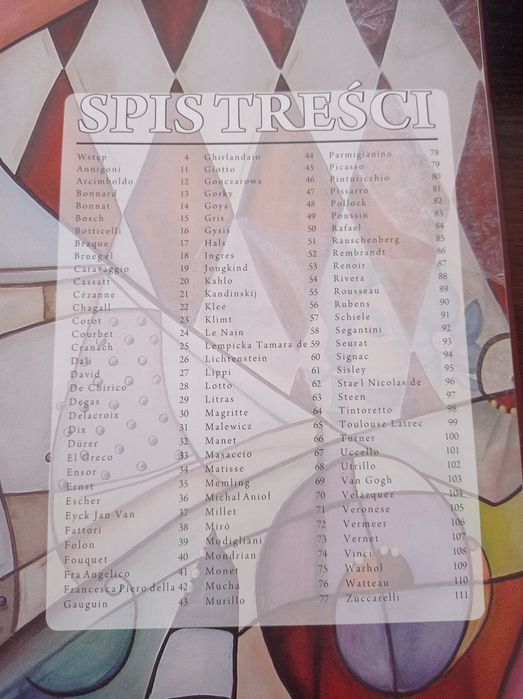 SPIS TREŚCI
Wstęp 4
Annigoni 11
Arcimboldo 12
Bonnard 13
Bonnat 14
Bosch 15
Botticelli 16
Braque 17
Bruegel 18
Caravaggio 19
Cassatt 20
Cézanne 21
Chagall 22
Corot 23
Courbet 24
Cranach 25
Dali 26
David 27
De Chirico 28
Degas 29
Delacroix 30
Dix 31
Dürer 32
El Greco 33
Ensor 34
Ernst 35
Escher 36
Eyck Jan Van 37
Fattori 38
Folon 39
Fouquet 40
Fra Angelico 41
Francesca Piero della 42
Gauguin 43
Ghirlandaio 44
Giotto 45
Gonczarowa 46
Gorky 47
Goya 48
Gris 49
Gysis 50
Hals 51
Ingres 52
Jongkind 53
Kahlo 54
Kandinskij 55
Klee 56
Klimt 57
Le Nain 58
Lempicka Tamara de 59
Lichtenstein 60
Lippi 61
Lotto 62
Litras 63
Magritte 64
Malewicz 65
Manet 66
Masaccio 67
Matisse 68
Memling 69
Michał Anioł 70
Millet 71
Miró 72
Modigliani 73
Mondrian 74
Monet 75
Mucha 76
Murillo 77
Parmigianino 78
Picasso 79
Pinturicchio 80
Pissarro 81
Pollock 82
Poussin 83
Rafael 84
Rauschenberg 85
Rembrandt 86
Renoir 87
Rivera 88
Rousseau 89
Rubens 90
Schiele 91
Segantini 92
Seurat 93
Signac 94
Sisley 95
Stael Nicolas de 96
Steen 97
Tintoretto 98
Toulouse Latrec 99
Turner 100
Uccello 101
Utrillo 102
Van Gogh 103
Velázquez 104
Veronese 105
Vermeer 106
Vernet 107
Vinci 108
Warhol 109
Watteau 110
Zuccarelli 111